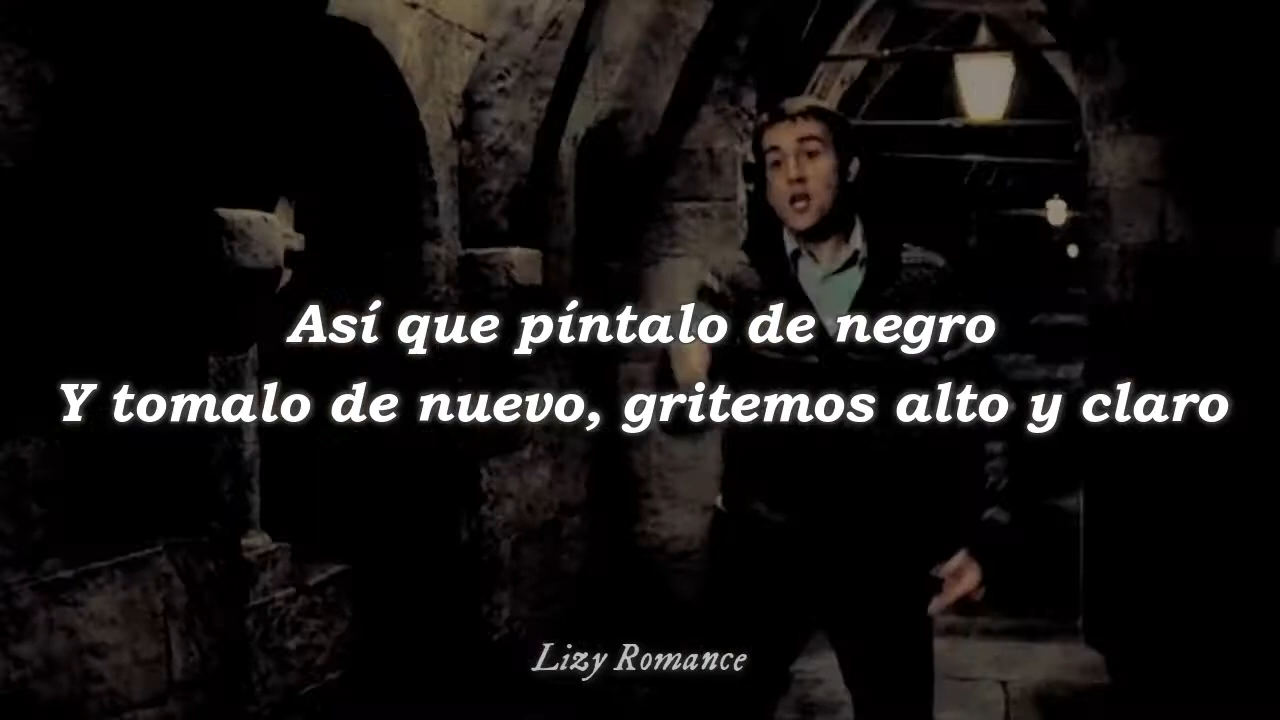 Así que píntalo de negro
Y tomalo de nuevo, gritemos alto y claro
Lizy Romance